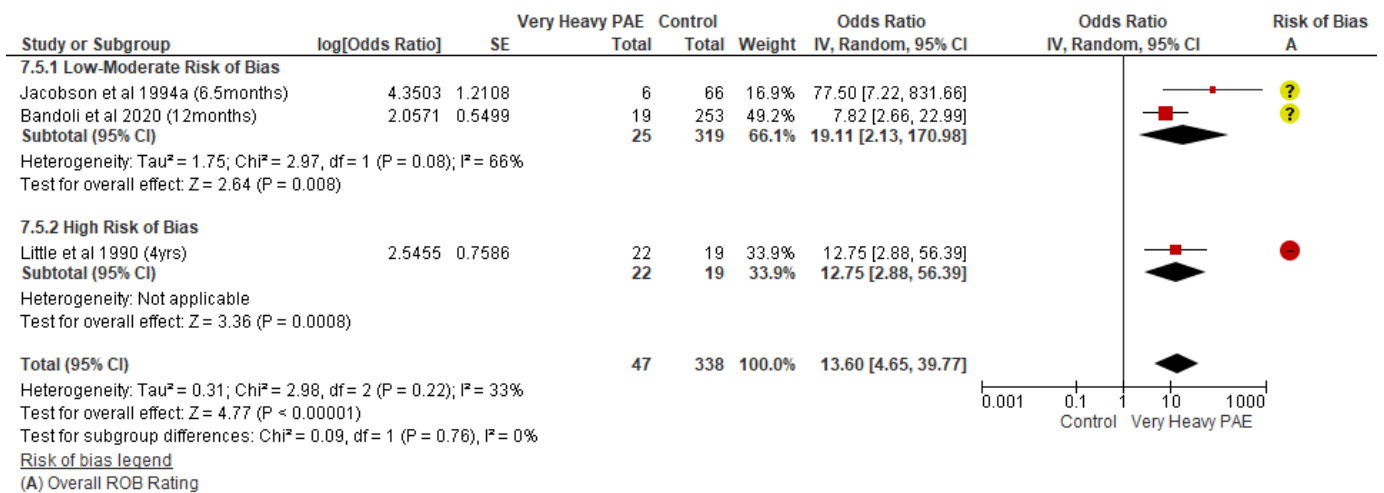 Very Heavy PAE Control Odds Ratio Odds Ratio Risk of Bias
Study or Subgroup log[Odds Ratio] SE Total Total Weight IV, Random, 95% CI IV, Random, 95% CI A
7.5.1 Low-Moderate Risk of Bias
Jacobson et al 1994a (6.5months) 4.3503 1.2108 6 66 16.9% 77.50 [7.22, 831.66] ?
Bandoli et al 2020 (12months) 2.0571 0.5499 19 253 49.2% 7.82 [2.66, 22.99] ?
Subtotal (95% CI) 25 319 66.1% 19.11 [2.13, 170.98]
Heterogeneity: Tau² = 1.75; Chi² = 2.97, df = 1 (P = 0.08); I² = 66%
Test for overall effect: Z = 2.64 (P = 0.008)
7.5.2 High Risk of Bias
Little et al 1990 (4yrs) 2.5455 0.7586 22 19 33.9% 12.75 [2.88, 56.39] -
Subtotal (95% CI) 22 19 33.9% 12.75 [2.88, 56.39]
Heterogeneity: Not applicable
Test for overall effect: Z = 3.36 (P = 0.0008)
Total (95% CI) 47 338 100.0% 13.60 [4.65, 39.77]
Heterogeneity: Tau² = 0.31; Chi² = 2.98, df = 2 (P = 0.22); I² = 33%
0.001 0.1 1 10 1000
Test for overall effect: Z = 4.77 (P < 0.00001)
Control Very Heavy PAE
Test for subgroup differences: Chi² = 0.09, df = 1 (P = 0.76), I² = 0%
Risk of bias legend
(A) Overall ROB Rating